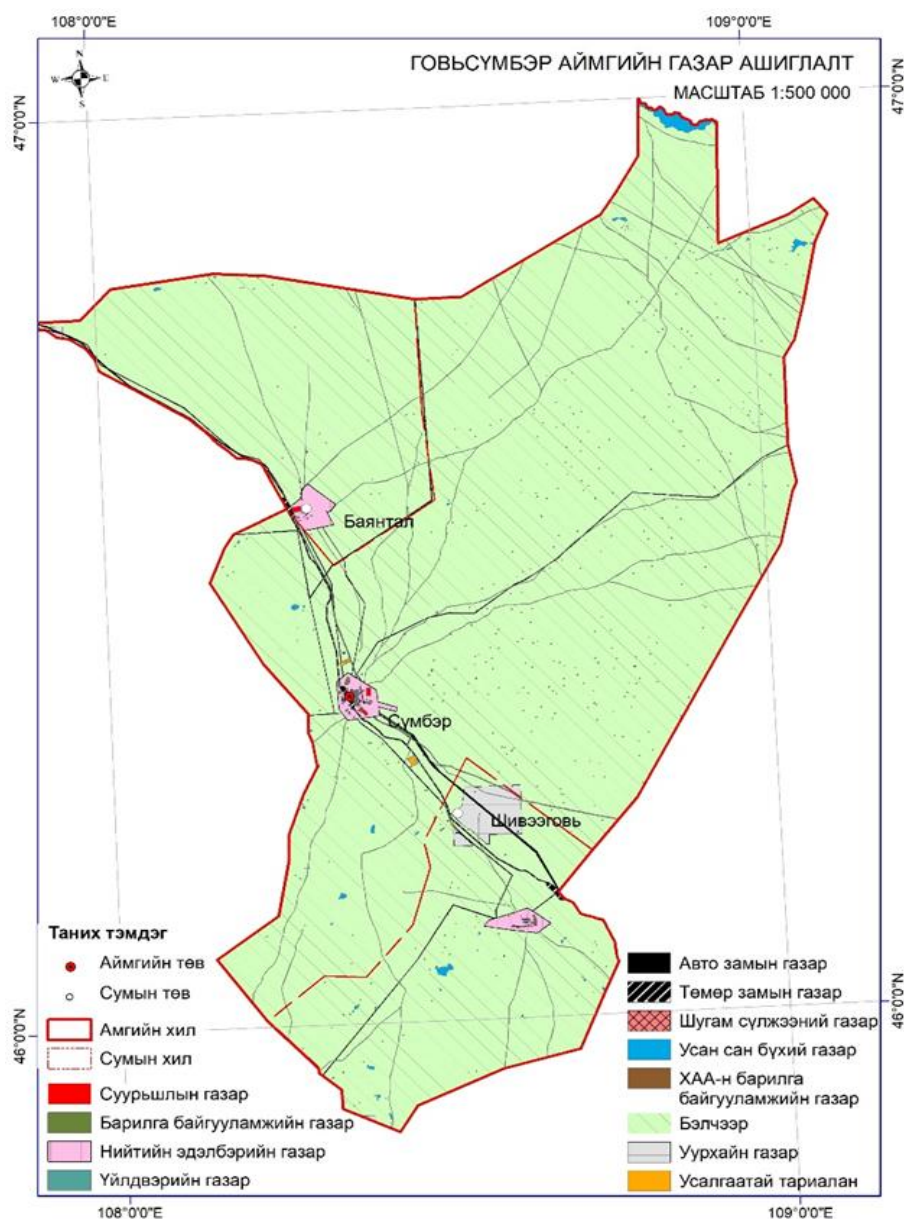 108°0'0"E
109°0'0"E
N
W E
S
ГОВЬСҮМБЭР АЙМГИЙН ГАЗАР АШИГЛАЛТ
МАСШТАБ 1:500 000
47°0'0"N
47°0'0"N
Баянтал
Сүмбэр
Шивээговь
Таних тэмдэг
Аймгийн төв
Сумын төв
Амгийн хил
Сумын хил
Суурьшлын газар
Барилга байгууламжийн газар
Нийтийн эдэлбэрийн газар
Үйлдвэрийн газар
Авто замын газар
Төмөр замын газар
Шугам сүлжээний газар
Усан сан бүхий газар
ХАА-н барилга
байгууламжийн газар
Бэлчээр
Уурхайн газар
Усалгаатай тариалан
46°0'0"N
46°0'0"N
108°0'0"E
109°0'0"E